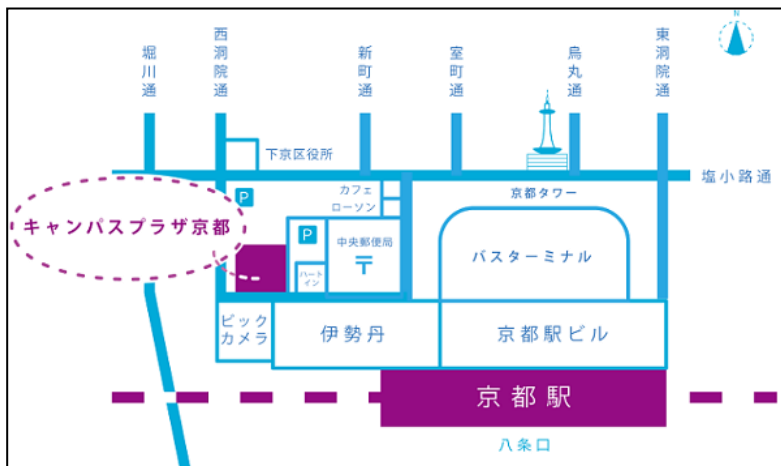 N
堀川通
西洞院通
新町通
室町通
烏丸通
東洞院通
下京区役所
塩小路通
P
カフェ
ローソン
京都タワー
キャンパスプラザ京都
P
中央郵便局
〒
ハート
イン
バスターミナル
ビック
カメラ
伊勢丹
京都駅ビル
京都駅
八条口